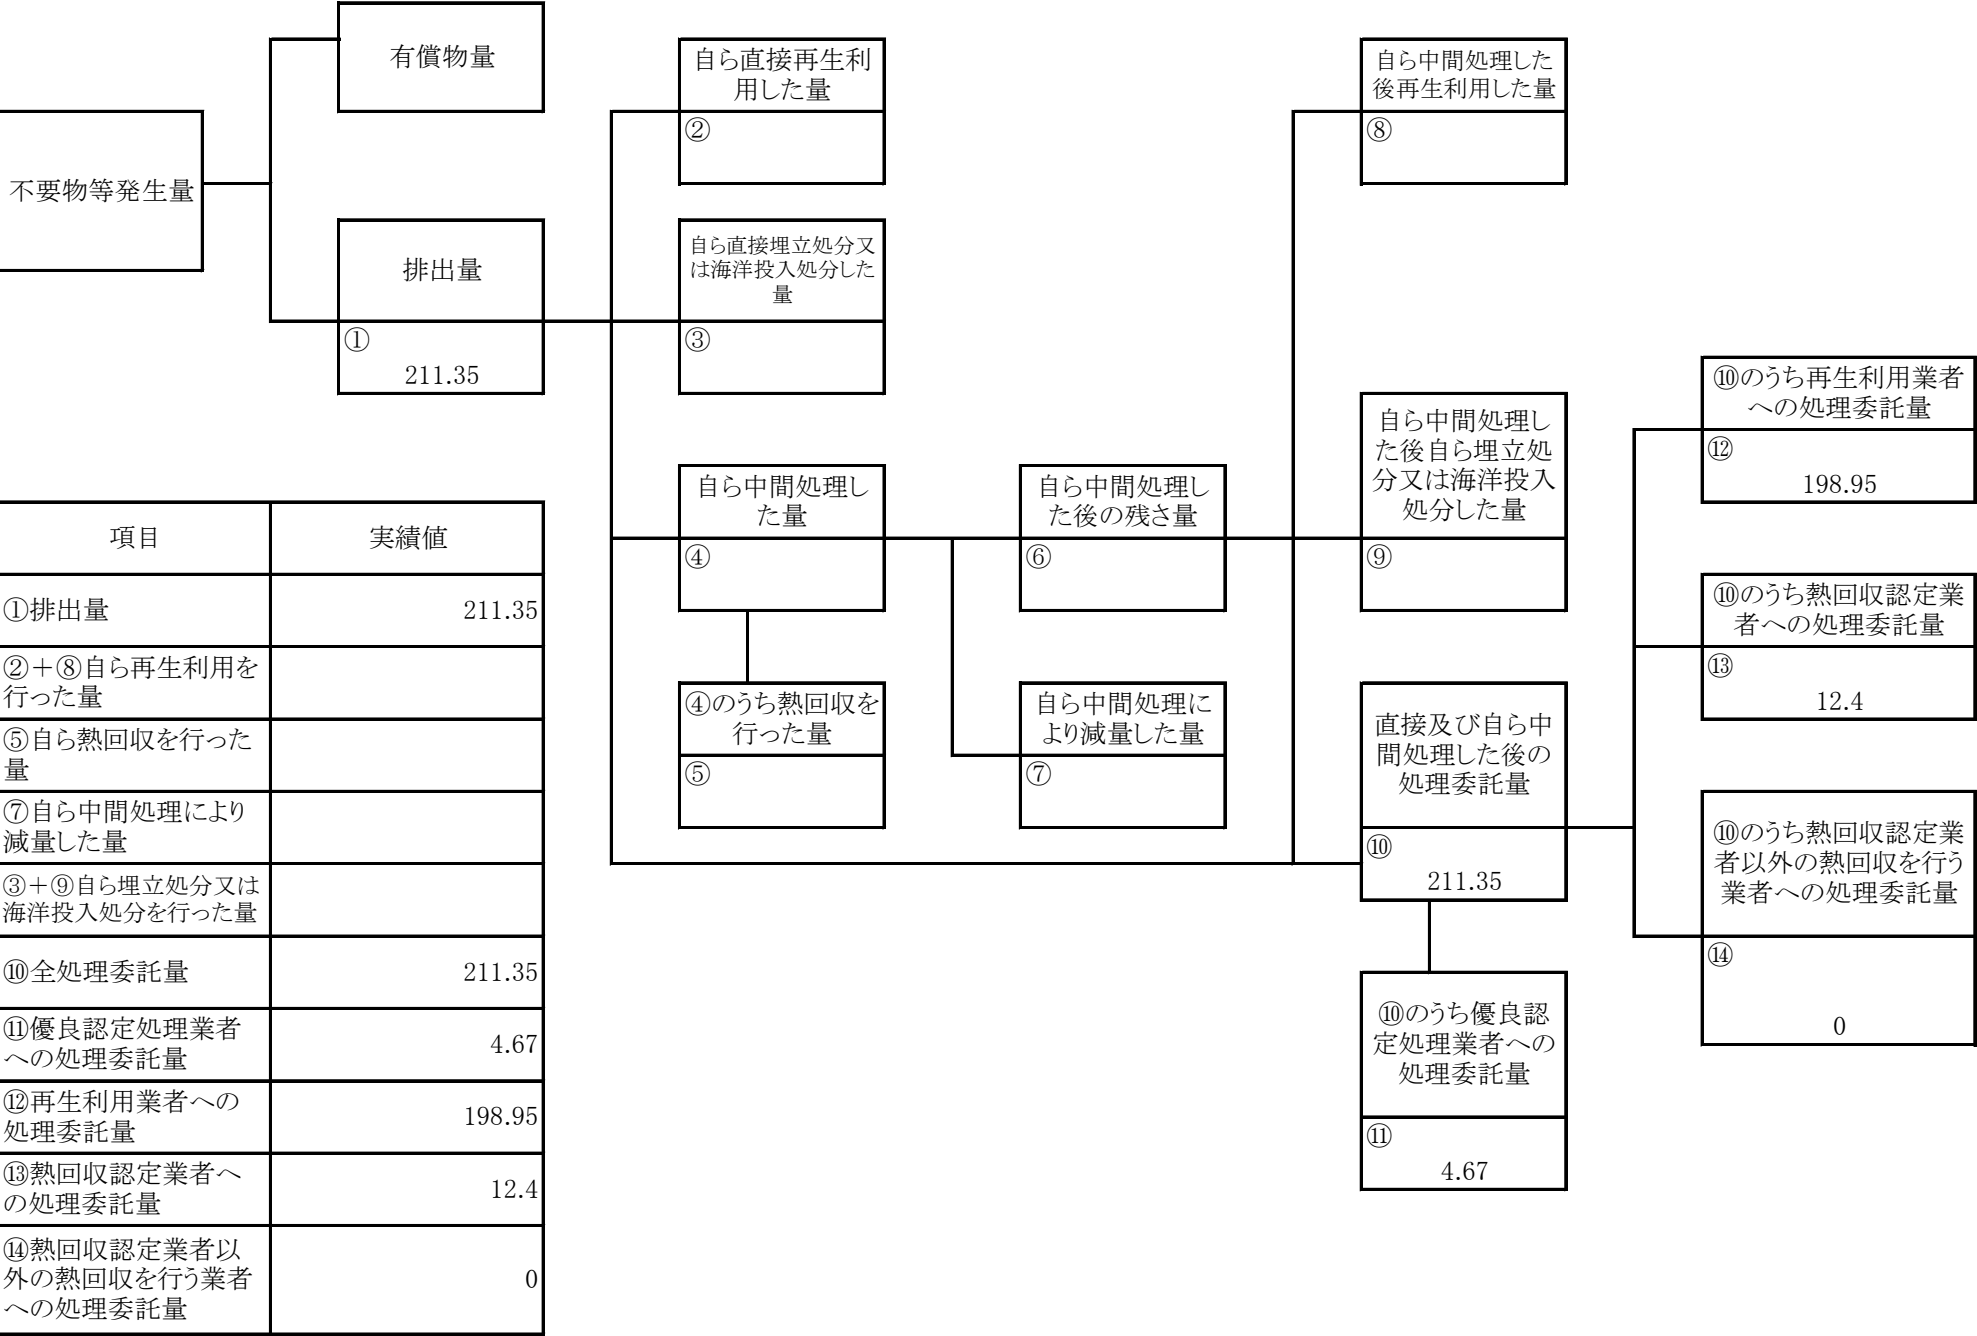 有償物量
不要物等発生量
排出量
①
211.35
自ら直接再生利
用した量
②
自ら直接埋立処分又
は海洋投入処分した
量
③
自ら中間処理し
た量
④
④のうち熱回収を
行った量
⑤
自ら中間処理し
た後の残さ量
⑥
自ら中間処理に
より減量した量
⑦
自ら中間処理した
後再生利用した量
⑧
自ら中間処理し
た後自ら埋立処
分又は海洋投入
処分した量
⑨
直接及び自ら中
間処理した後の
処理委託量
⑩
211.35
⑩のうち優良認
定処理業者への
処理委託量
⑪
4.67
⑩のうち再生利用業者
への処理委託量
⑫
198.95
⑩のうち熱回収認定業
者への処理委託量
⑬
12.4
⑩のうち熱回収認定業
者以外の熱回収を行う
業者への処理委託量
⑭
0
項目 実績値
①排出量 211.35
②+⑧自ら再生利用を
行った量
⑤自ら熱回収を行った
量
⑦自ら中間処理により
減量した量
③+⑨自ら埋立処分又は
海洋投入処分を行った量
⑩全処理委託量 211.35
⑪優良認定処理業者
への処理委託量 4.67
⑫再生利用業者への
処理委託量 198.95
⑬熱回収認定業者へ
の処理委託量 12.4
⑭熱回収認定業者以
外の熱回収を行う業者
への処理委託量 0